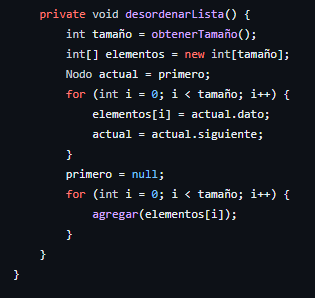 private void desordenarLista() {
        int tamaño = obtenerTamaño();
        int[] elementos = new int[tamaño];
        Nodo actual = primero;
        for (int i = 0; i < tamaño; i++) {
            elementos[i] = actual.dato;
            actual = actual.siguiente;
        }
        primero = null;
        for (int i = 0; i < tamaño; i++) {
            agregar(elementos[i]);
        }
    }
}